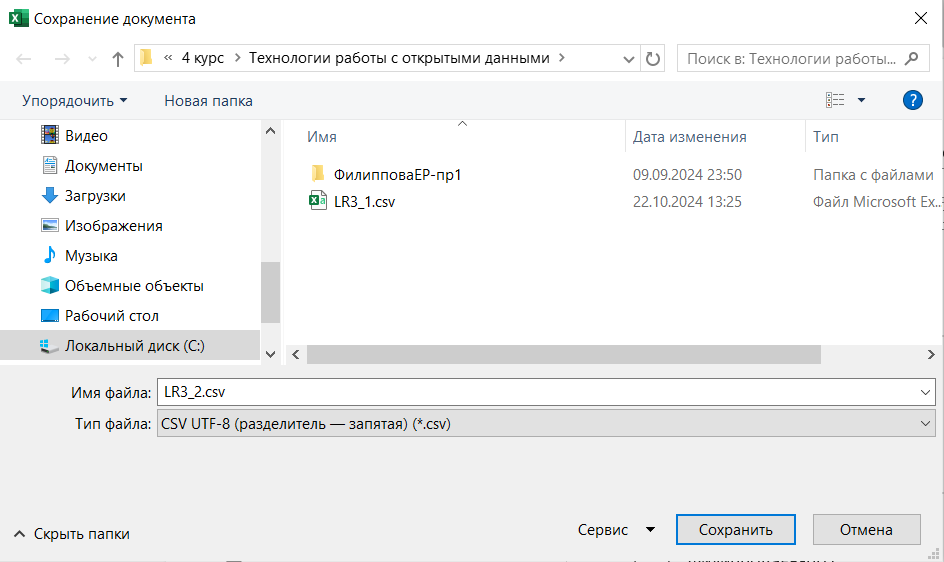 Сохранение документа
« 4 курс > Технологии работы с открытыми данными >
Поиск в: Технологии работы...
Упорядочить
Новая папка
?
Видео
Документы
Загрузки
Изображения
Музыка
Объемные объекты
Рабочий стол
Локальный диск (C:)
Имя
Дата изменения
Тип
ФилипповаЕР-пр1
09.09.2024 23:50
Папка с файлами
LR3_1.csv
22.10.2024 13:25
Файл Microsoft Ex...
Имя файла: LR3_2.csv
Тип файла: CSV UTF-8 (разделитель — запятая) (*.csv)
Скрыть папки
Сервис
Сохранить
Отмена